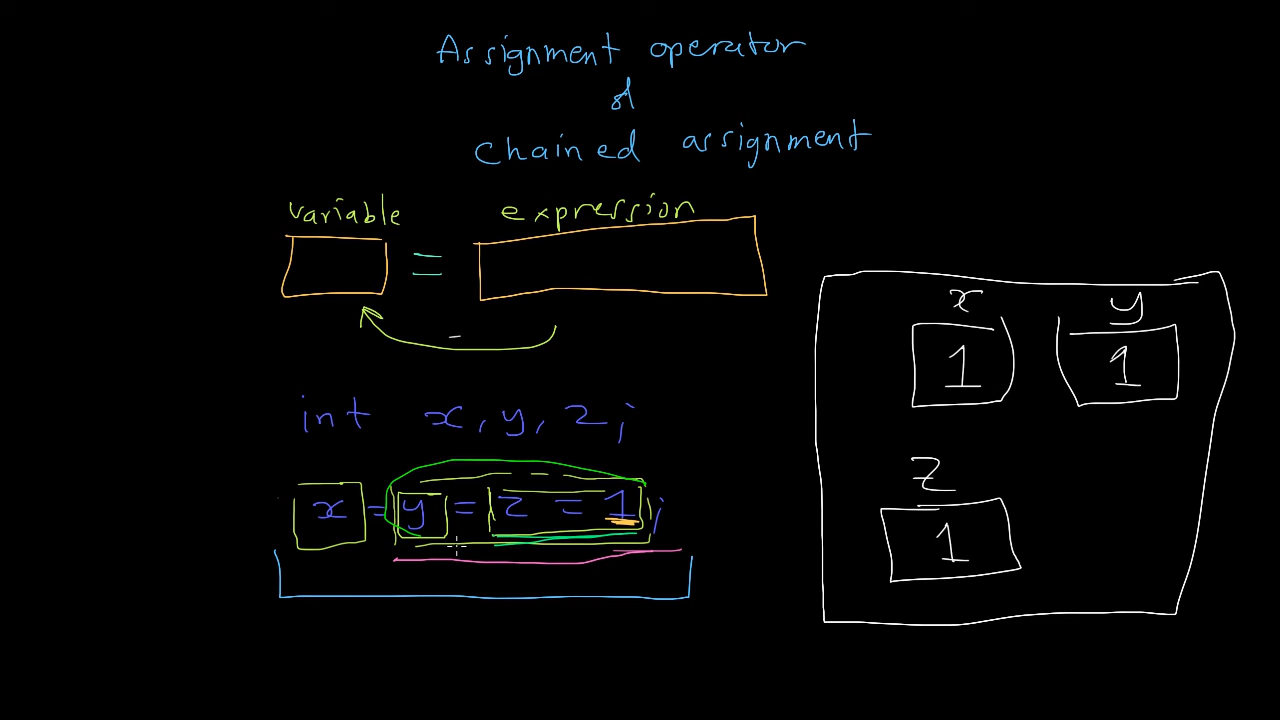 Assignment operator
&
chained assignment
variable expression
=
int x, y, z;
x = y = z = 1;
x y
1 1
z
1